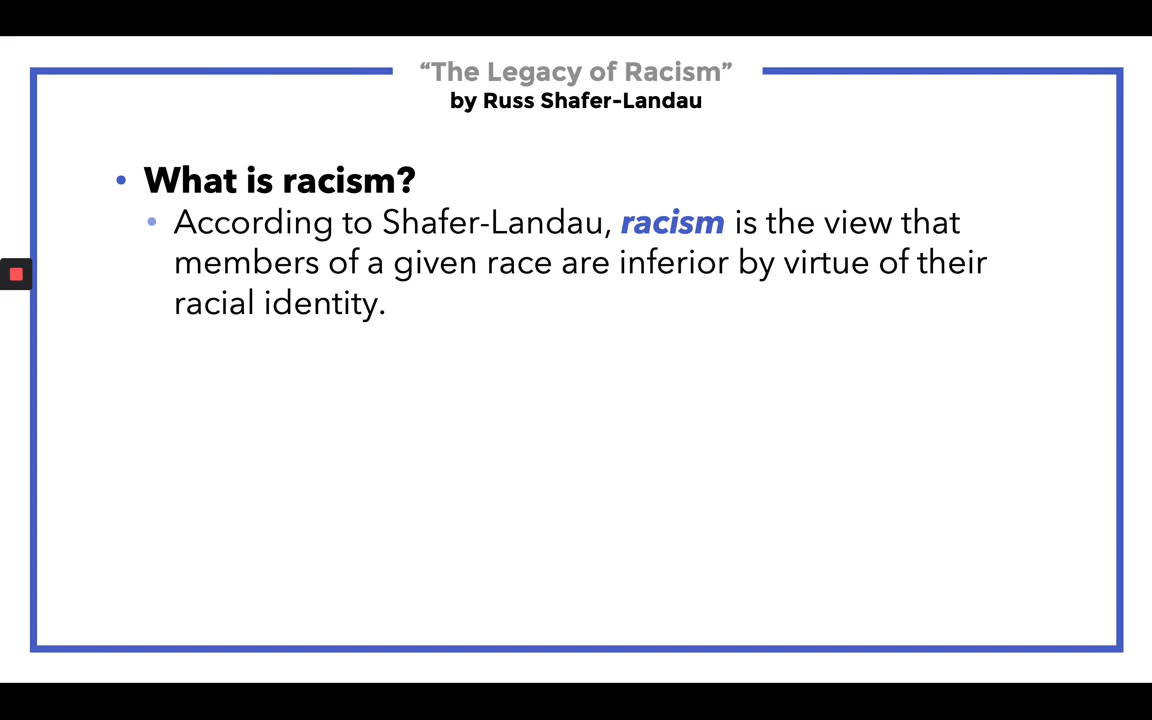 “The Legacy of Racism”
by Russ Shafer-Landau
• What is racism?
• According to Shafer-Landau, racism is the view that
members of a given race are inferior by virtue of their
racial identity.